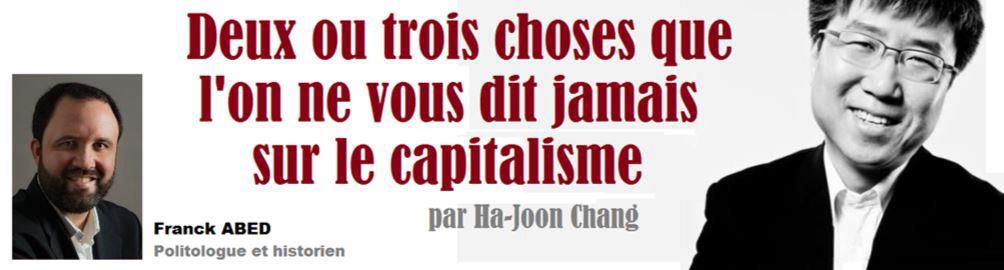 Deux ou trois choses que
l'on ne vous dit jamais
sur le capitalisme
par Ha-Joon Chang
Franck ABED
Politologue et historien